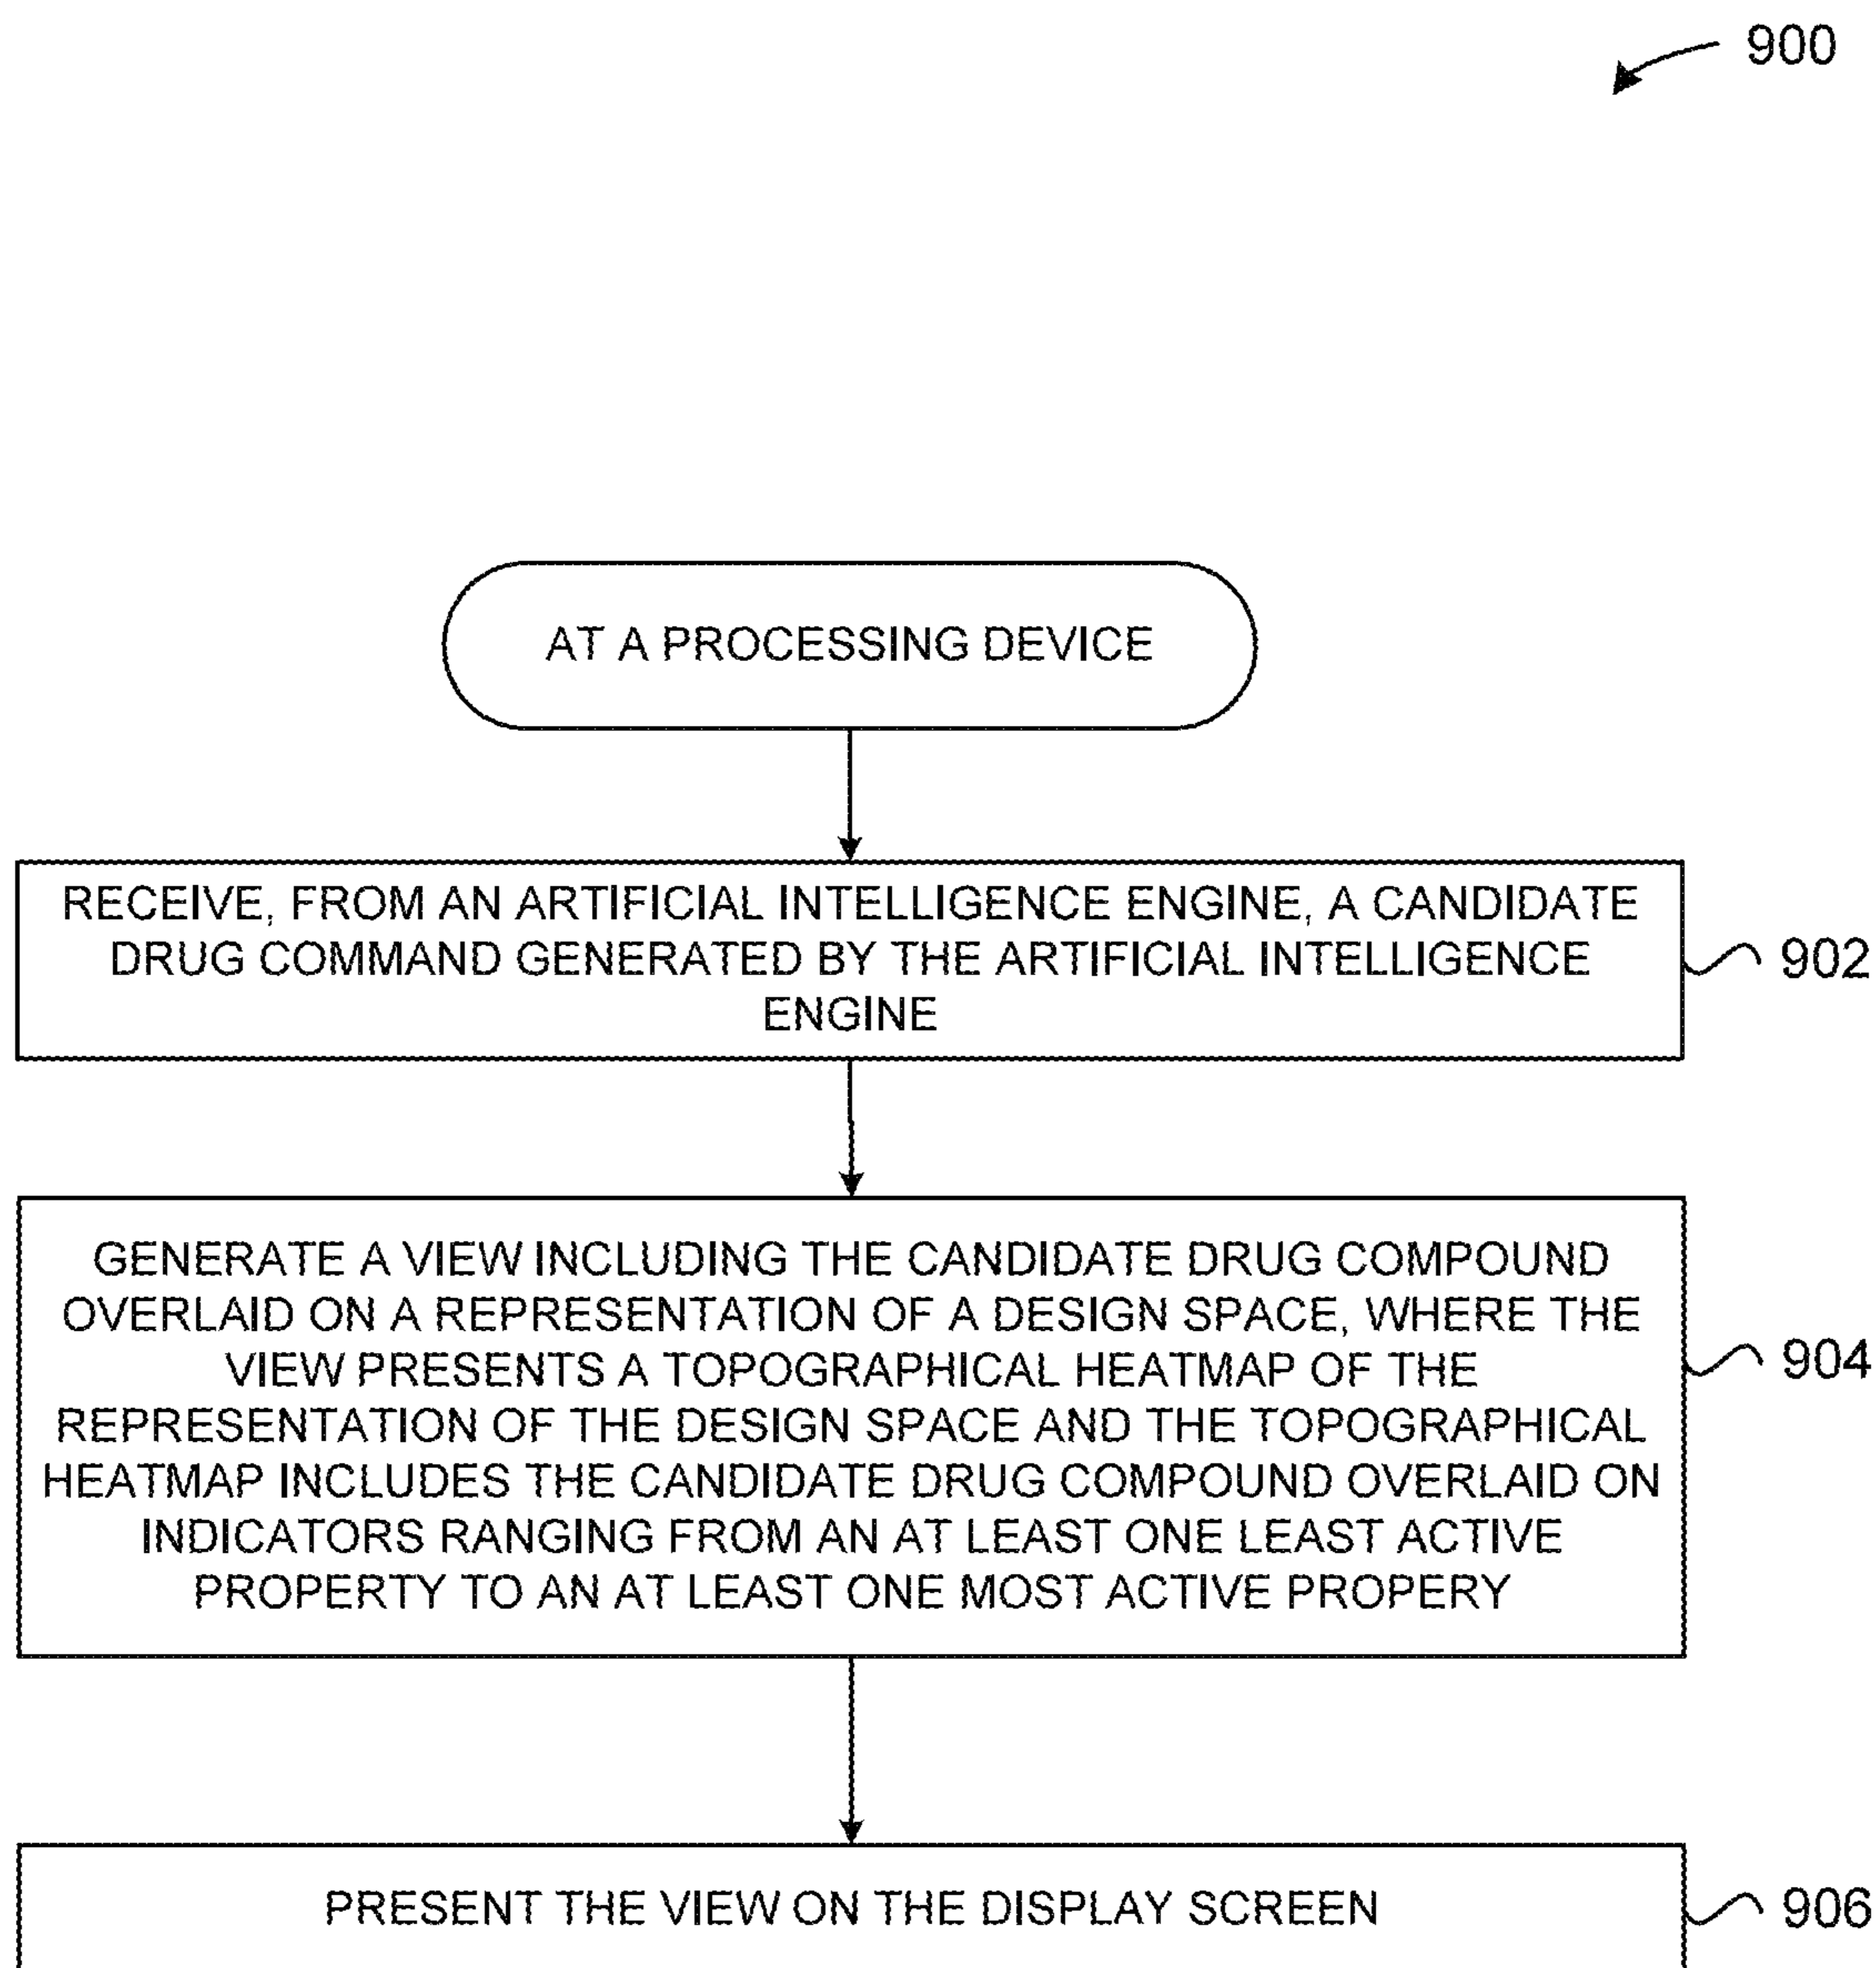 900
AT A PROCESSING DEVICE
RECEIVE, FROM AN ARTIFICIAL INTELLIGENCE ENGINE, A CANDIDATE
DRUG COMMAND GENERATED BY THE ARTIFICIAL INTELLIGENCE
ENGINE
902
GENERATE A VIEW INCLUDING THE CANDIDATE DRUG COMPOUND
OVERLAID ON A REPRESENTATION OF A DESIGN SPACE, WHERE THE
VIEW PRESENTS A TOPOGRAPHICAL HEATMAP OF THE
REPRESENTATION OF THE DESIGN SPACE AND THE TOPOGRAPHICAL
HEATMAP INCLUDES THE CANDIDATE DRUG COMPOUND OVERLAID ON
INDICATORS RANGING FROM AN AT LEAST ONE LEAST ACTIVE
PROPERTY TO AN AT LEAST ONE MOST ACTIVE PROPERY
904
PRESENT THE VIEW ON THE DISPLAY SCREEN
906